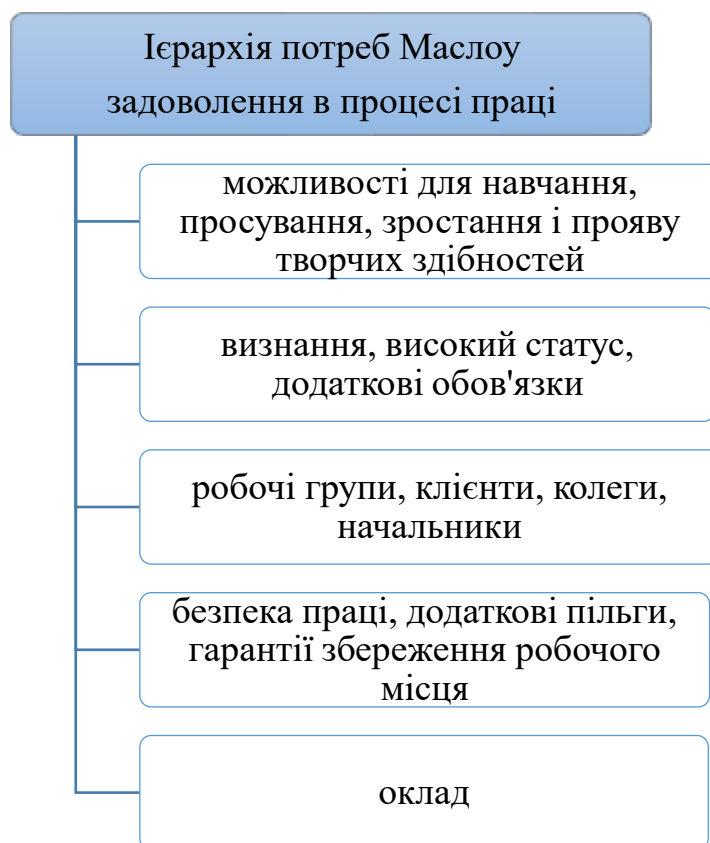 Ієрархія потреб Маслоу
задоволення в процесі праці
можливості для навчання,
просування, зростання і прояву
творчих здібностей
визнання, високий статус,
додаткові обов'язки
робочі групи, клієнти, колеги,
начальники
безпека праці, додаткові пільги,
гарантії збереження робочого
місця
оклад